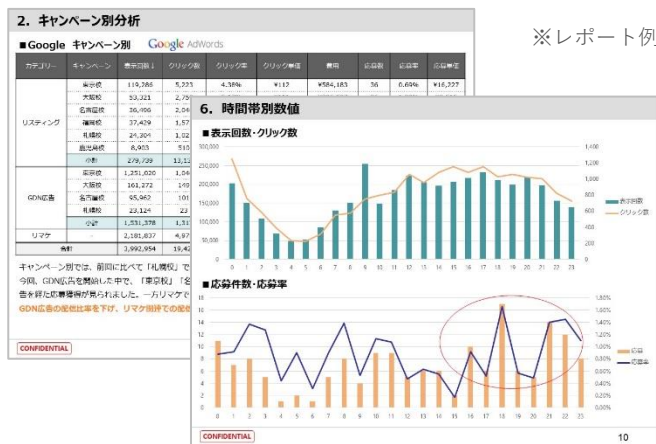 ※レポート例
2. キャンペーン別分析
■Google キャンペーン別 Google AdWords
カテゴリー キャンペーン 表示回数↓ クリック数 クリック率 クリック単価 費用 応募数 応募率 応募単価
リスティング
東京校 119,286 5,223 4.38% ¥112 ¥584,183 36 0.69% ¥16,227
大阪校 53,321
名古屋校 36,496
福岡校 37,429
札幌校 24,304
鹿児島校 8,903 510
小計 279,739
GDN広告
東京校 1,251,020
大阪校 161,272 149
名古屋校 95,962 101
札幌校 23,124 23
小計 1,531,378
リマケ - 2,181,837
合計 3,992,954
キャンペーン別では、前回に比べて「札幌校」で
今回、GDN広告を開始した中で、「東京校」「名
告を経た応募獲得が見られました。一方リマケで
GDN広告の配信比率を下げ、リマケ
CONFIDENTIAL
6. 時間帯別数値
■表示回数・クリック数
300,000 1,400
250,000 1,200
200,000 1,000
800
150,000
600
100,000
400
50,000
200
0 0
0 1 2 3 4 5 6 7 8 9 10 11 12 13 14 15 16 17 18 19 20 21 22 23
表示回数
クリック数
■応募件数・応募率
18 1.80%
16 1.60%
14 1.40%
12 1.20%
10 1.00%
8 0.80%
6 0.60%
4 0.40%
2 0.20%
0 0.00%
0 1 2 3 4 5 6 7 8 9 10 11 12 13 14 15 16 17 18 19 20 21 22 23
応募
応募率
CONFIDENTIAL
10